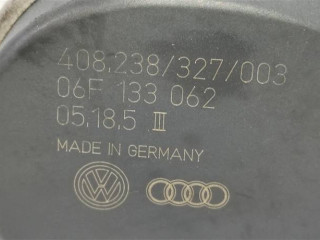 408.238/327/003
06F 133 062
05.18.5 III
MADE IN GERMANY